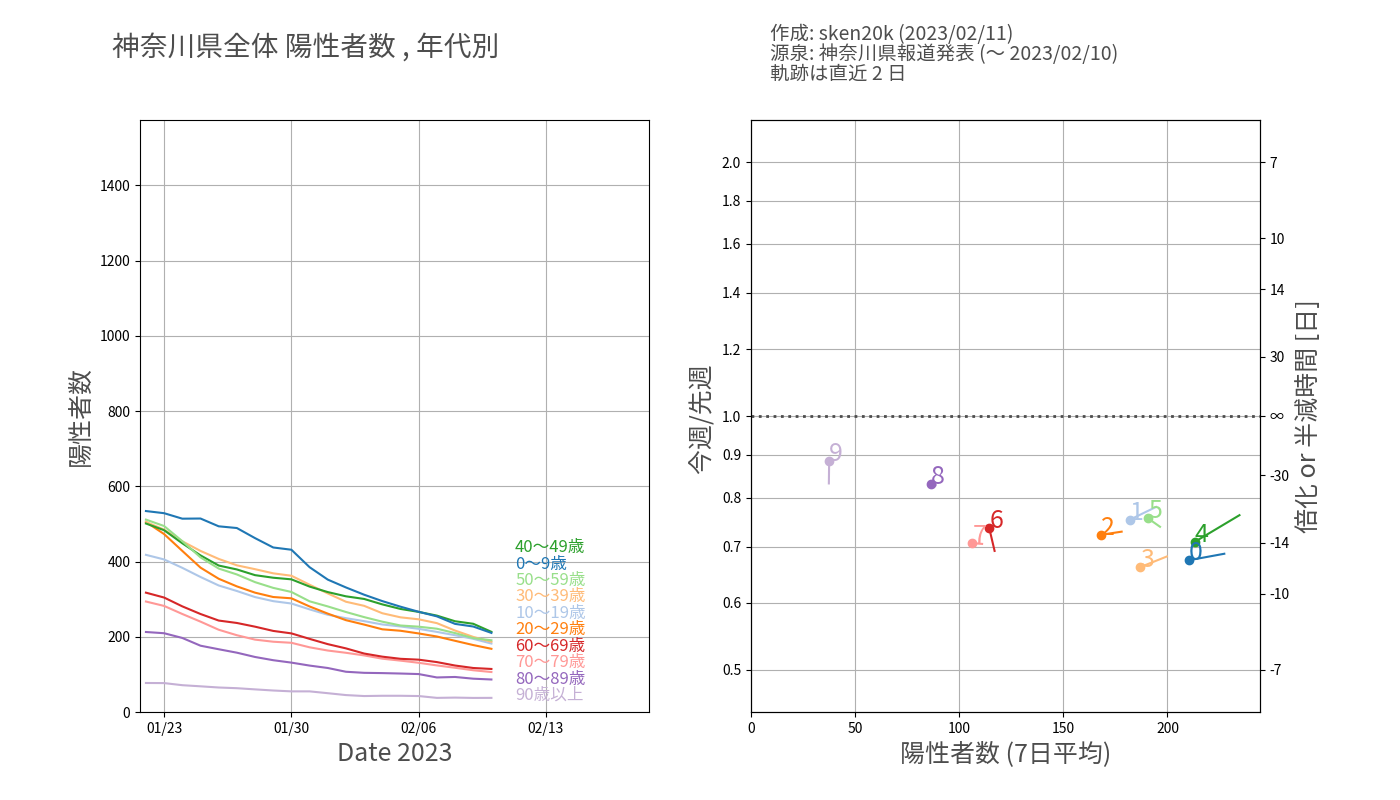 神奈川県全体 陽性者数 , 年代別
作成: sken20k (2023/02/11)
源泉: 神奈川県報道発表 (〜 2023/02/10)
軌跡は直近 2 日
陽性者数
1400
1200
1000
800
600
400
200
0
40〜49歳
0〜9歳
50〜59歳
30〜39歳
10〜19歳
20〜29歳
60〜69歳
70〜79歳
80〜89歳
90歳以上
01/23 01/30 02/06 02/13
Date 2023
今週/先週
2.0
1.8
1.6
1.4
1.2
1.0
0.9
0.8
0.7
0.6
0.5
9
8
7
6
2
1
5
3
4
0
7
10
14
30
∞
-30
-14
-10
-7
倍化 or 半減時間 [日]
0 50 100 150 200
陽性者数 (7日平均)